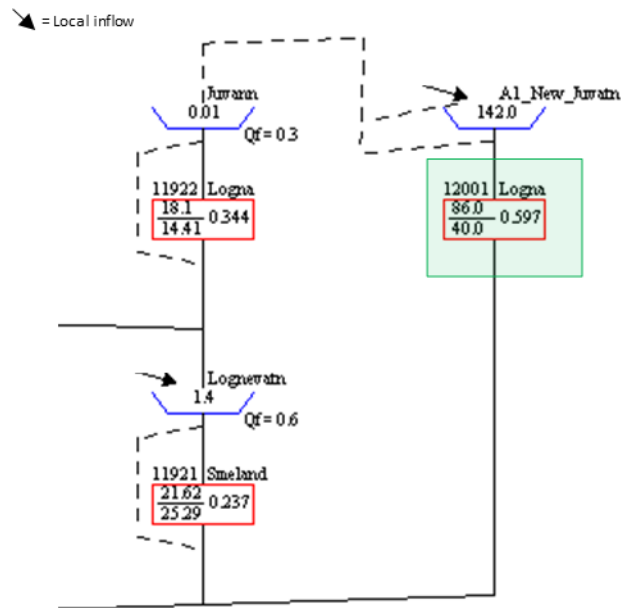 = Local inflow
Juvann
0.01
Qf = 0.3
A1_New_Juvatn
142.0
11922 Logna
18.1
14.41
0.344
12001 Logna
86.0
40.0
0.597
Lognevatn
1.4
Qf = 0.6
11921 Smeland
21.62
25.29
0.237